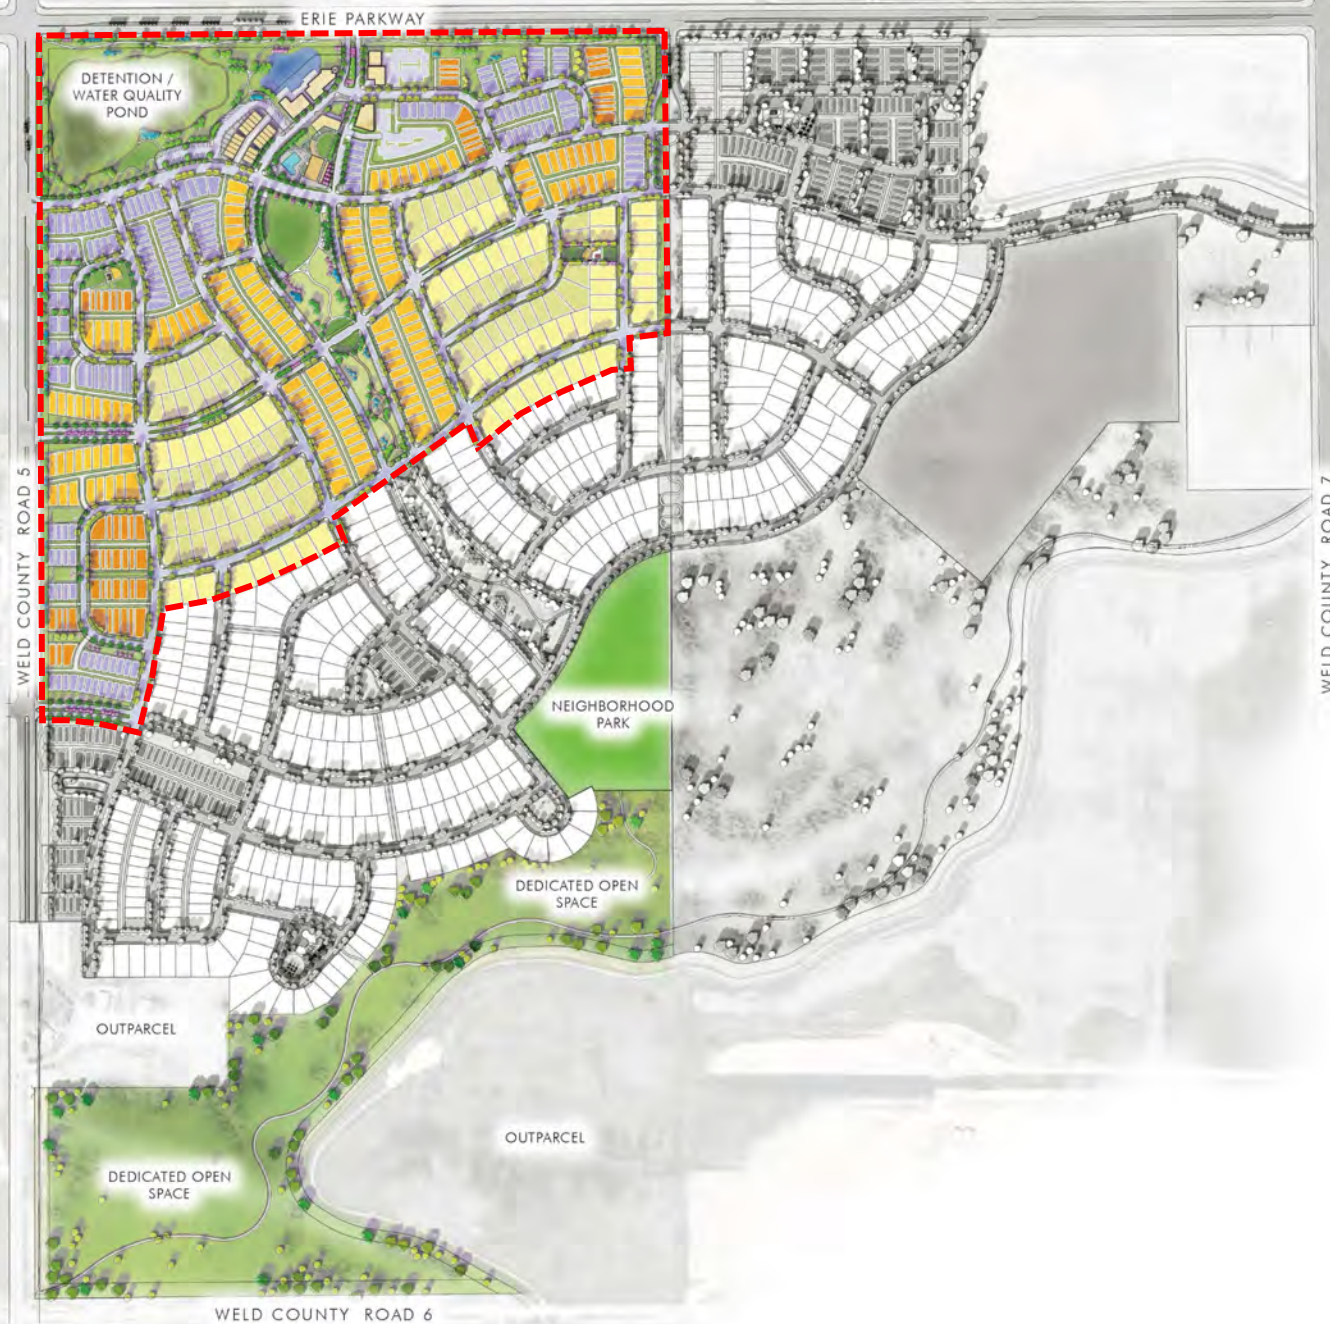 ERIE PARKWAY
DETENTION /
WATER QUALITY
POND
WELD COUNTY ROAD 5
WELD COUNTY ROAD 7
NEIGHBORHOOD
PARK
DEDICATED OPEN
SPACE
OUTPARCEL
OUTPARCEL
DEDICATED OPEN
SPACE
WELD COUNTY ROAD 6